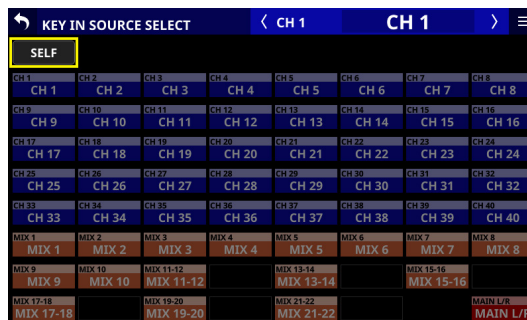 KEY IN SOURCE SELECT CH 1 CH 1
SELF
CH 1 CH 2 CH 3 CH 4 CH 5 CH 6 CH 7 CH 8
CH 1 CH 2 CH 3 CH 4 CH 5 CH 6 CH 7 CH 8
CH 9 CH 10 CH 11 CH 12 CH 13 CH 14 CH 15 CH 16
CH 9 CH 10 CH 11 CH 12 CH 13 CH 14 CH 15 CH 16
CH 17 CH 18 CH 19 CH 20 CH 21 CH 22 CH 23 CH 24
CH 17 CH 18 CH 19 CH 20 CH 21 CH 22 CH 23 CH 24
CH 25 CH 26 CH 27 CH 28 CH 29 CH 30 CH 31 CH 32
CH 25 CH 26 CH 27 CH 28 CH 29 CH 30 CH 31 CH 32
CH 33 CH 34 CH 35 CH 36 CH 37 CH 38 CH 39 CH 40
CH 33 CH 34 CH 35 CH 36 CH 37 CH 38 CH 39 CH 40
MIX 1 MIX 2 MIX 3 MIX 4 MIX 5 MIX 6 MIX 7 MIX 8
MIX 1 MIX 2 MIX 3 MIX 4 MIX 5 MIX 6 MIX 7 MIX 8
MIX 9 MIX 10 MIX 11-12 MIX 13-14 MIX 15-16
MIX 9 MIX 10 MIX 11-12 MIX 13-14 MIX 15-16
MIX 17-18 MIX 19-20 MIX 21-22 MAIN L/R
MIX 17-18 MIX 19-20 MIX 21-22 MAIN L/R